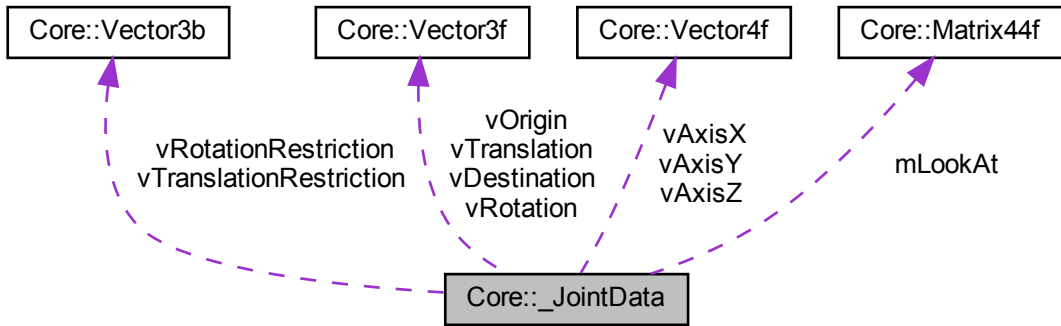 Core::Vector3b
Core::Vector3f
Core::Vector4f
Core::Matrix44f
vRotationRestriction
vTranslationRestriction
vOrigin
vTranslation
vDestination
vRotation
vAxisX
vAxisY
vAxisZ
mLookAt
Core::_JointData